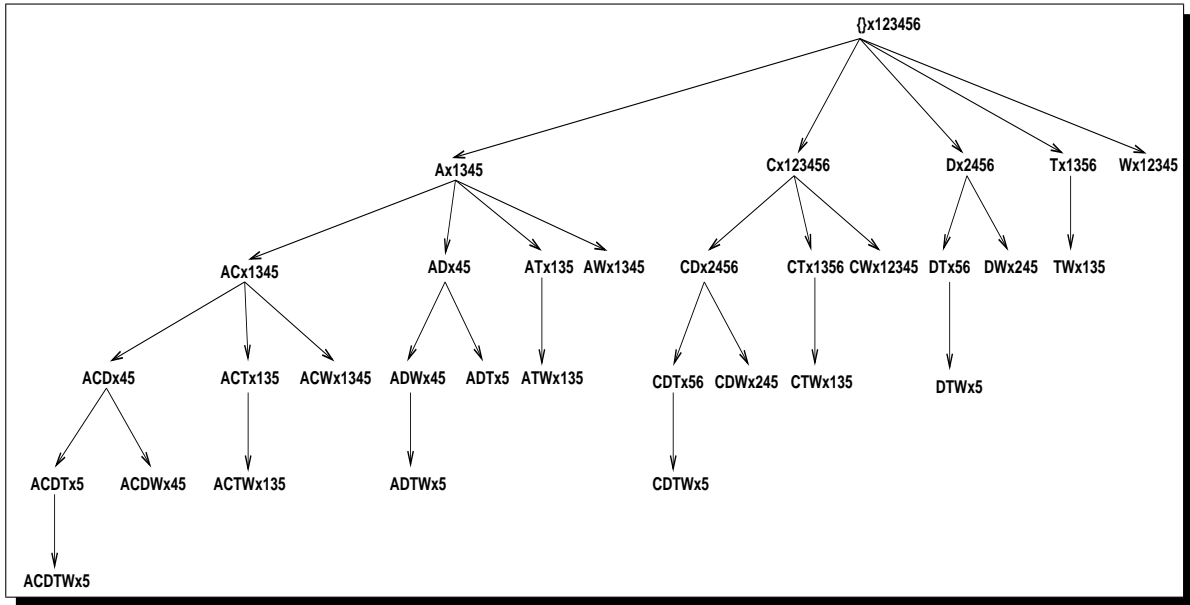 {}x123456
Ax1345
Cx123456
Dx2456
Tx1356
Wx12345
ACx1345
ADx45
ATx135
AWx1345
CDx2456
CTx1356
CWx12345
DTx56
DWx245
TWx135
ACDx45
ACTx135
ACWx1345
ADWx45
ADTx5
ATWx135
CDTx56
CDWx245
CTWx135
DTWx5
ACDTx5
ACDWx45
ACTWx135
ADTWx5
CDTWx5
ACDTWx5